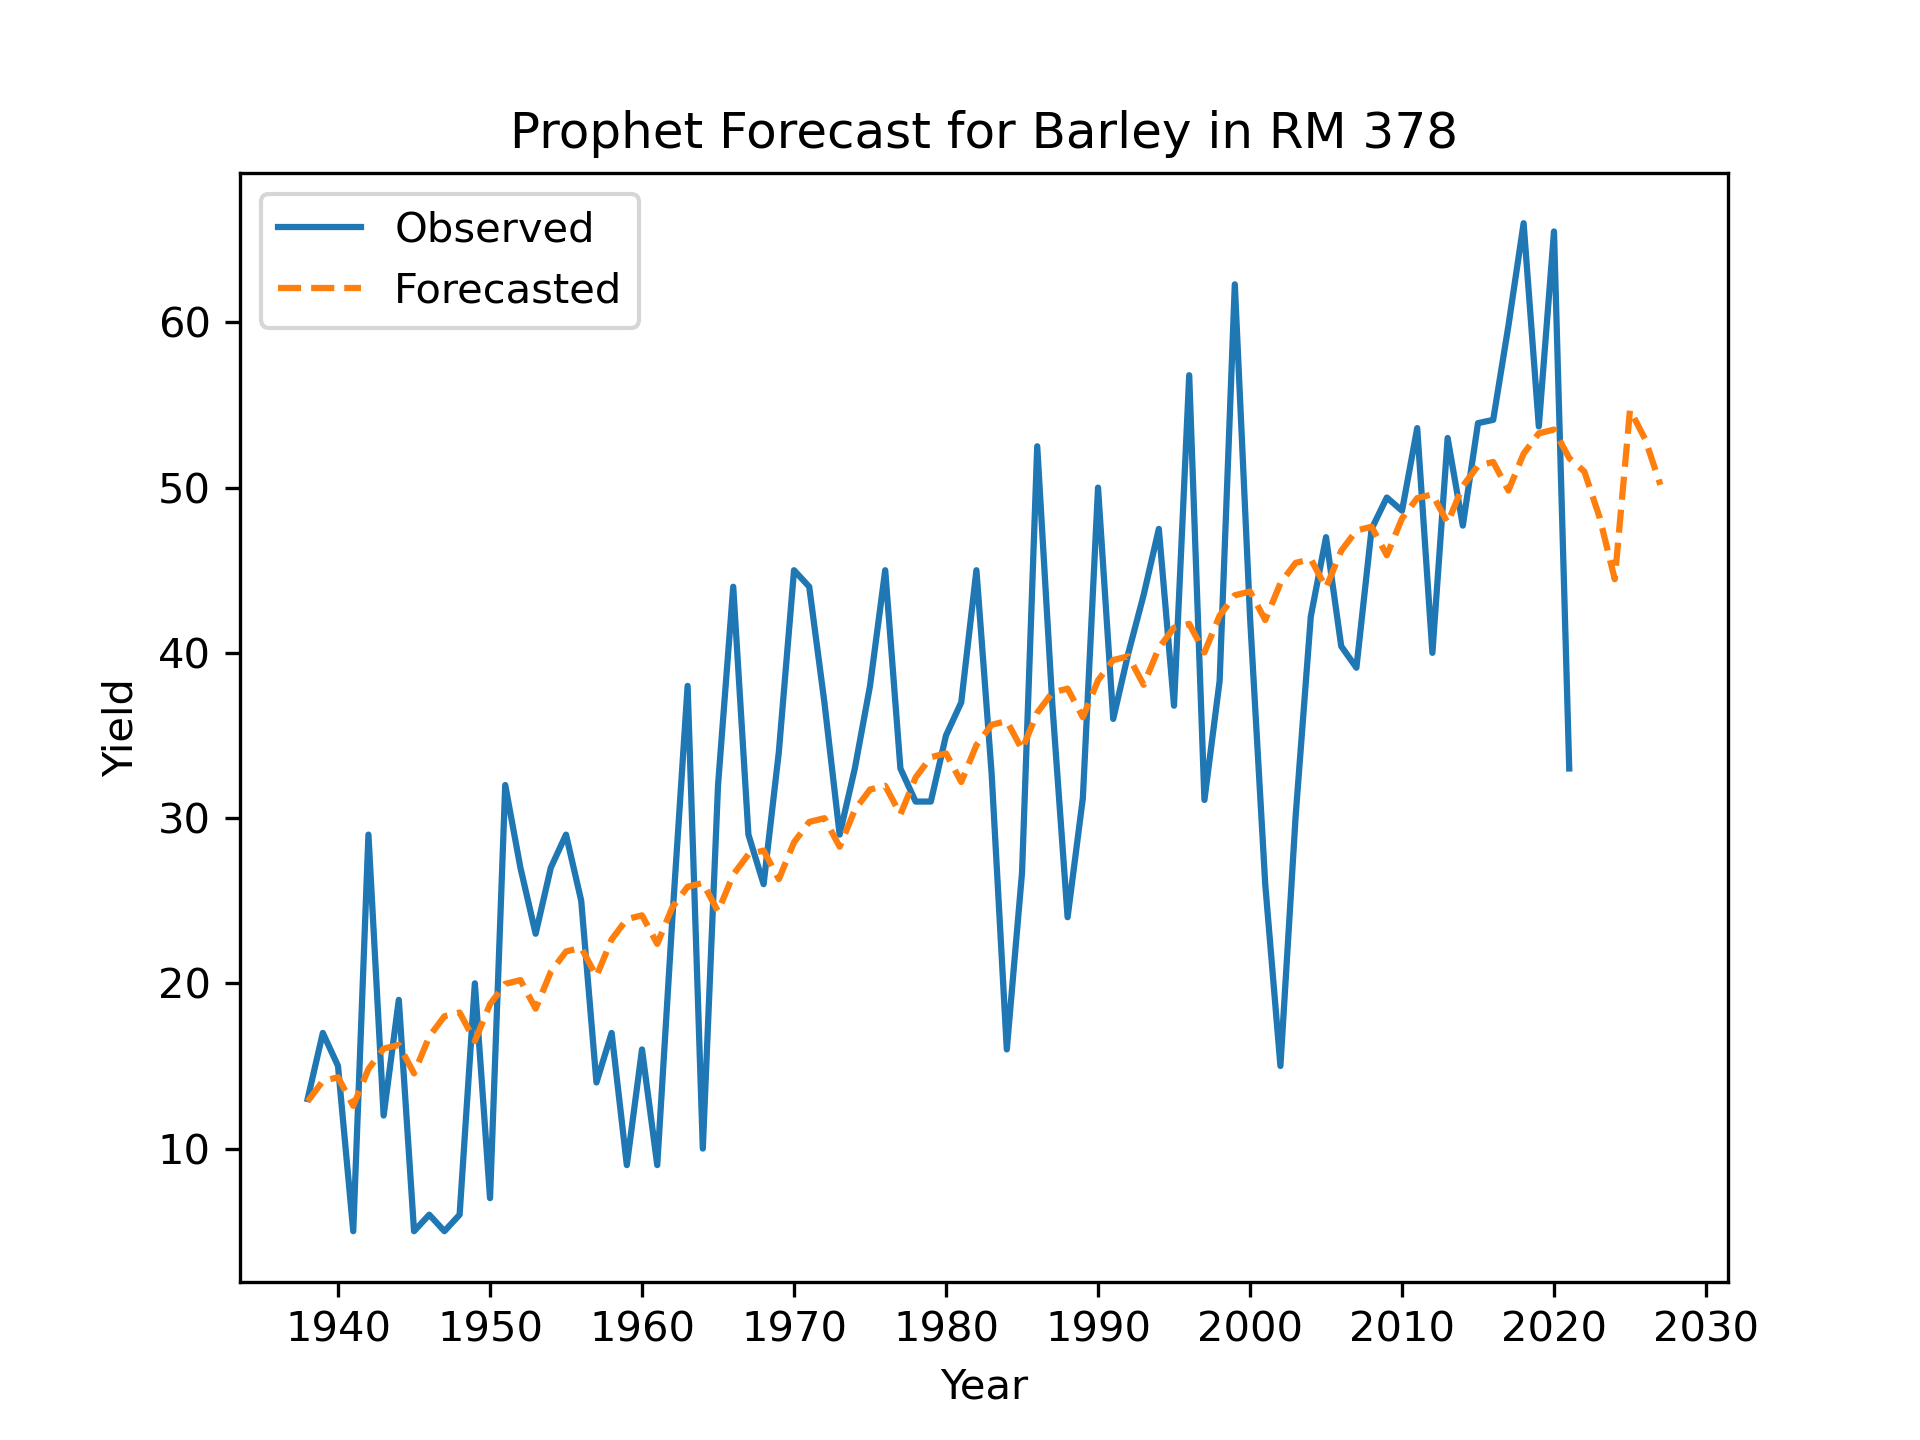 Prophet Forecast for Barley in RM 378
Observed
Forecasted
60
50
40
30
20
10
Yield
1940 1950 1960 1970 1980 1990 2000 2010 2020 2030
Year